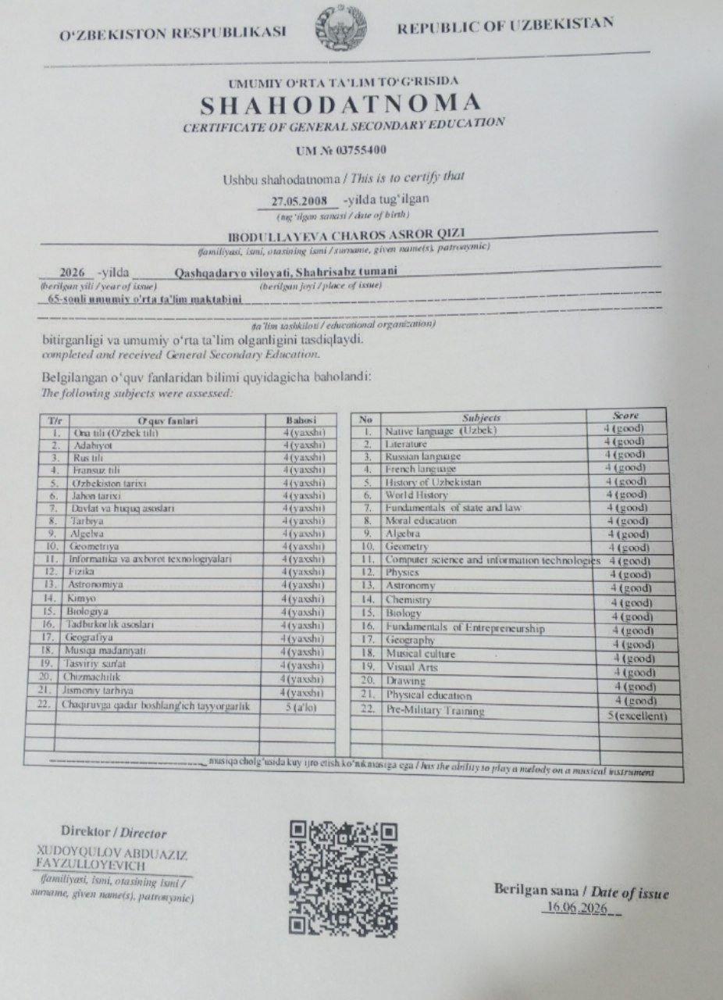 O‘ZBEKISTON RESPUBLIKASI
REPUBLIC OF UZBEKISTAN
UMUMIY O‘RTA TA’LIM TO‘G‘RISIDA
SHAHODATNOMA
CERTIFICATE OF GENERAL SECONDARY EDUCATION
UM № 03755400
Ushbu shahodatnoma / This is to certify that
27.05.2008 -yilda tug‘ilgan
(tug‘ilgan sanasi / date of birth)
IBODULLAYEVA CHAROS ASROR QIZI
(familiyasi, ismi, otasining ismi / surname, given name(s), patronymic)
2026 -yilda Qashqadaryo viloyati, Shahrisabz tumani
(berilgan yili / year of issue) (berilgan joyi / place of issue)
65-sonli umumiy o'rta ta'lim maktabini
(ta’lim tashkiloti / educational organization)
bitirganligi va umumiy o‘rta ta’lim olganligini tasdiqlaydi.
completed and received General Secondary Education.
Belgilangan o‘quv fanlaridan bilimi quyidagicha baholandi:
The following subjects were assessed:
T/r O'quv fanlari Bahosi
1. Ona tili (O'zbek tili) 4 (yaxshi)
2. Adabiyot 4 (yaxshi)
3. Rus tili 4 (yaxshi)
4. Fransuz tili 4 (yaxshi)
5. O'zbekiston tarixi 4 (yaxshi)
6. Jahon tarixi 4 (yaxshi)
7. Davlat va huquq asoslari 4 (yaxshi)
8. Tarbiya 4 (yaxshi)
9. Algebra 4 (yaxshi)
10. Geometriya 4 (yaxshi)
11. Informatika va axborot texnologiyalari 4 (yaxshi)
12. Fizika 4 (yaxshi)
13. Astronomiya 4 (yaxshi)
14. Kimyo 4 (yaxshi)
15. Biologiya 4 (yaxshi)
16. Tadbirkorlik asoslari 4 (yaxshi)
17. Geografiya 4 (yaxshi)
18. Musiqa madaniyati 4 (yaxshi)
19. Tasviriy san'at 4 (yaxshi)
20. Chizmachilik 4 (yaxshi)
21. Jismoniy tarbiya 4 (yaxshi)
22. Chaqiruvga qadar boshlang'ich tayyorgarlik 5 (a'lo)
No Subjects Score
1. Native language (Uzbek) 4 (good)
2. Literature 4 (good)
3. Russian language 4 (good)
4. French language 4 (good)
5. History of Uzbekistan 4 (good)
6. World History 4 (good)
7. Fundamentals of state and law 4 (good)
8. Moral education 4 (good)
9. Algebra 4 (good)
10. Geometry 4 (good)
11. Computer science and information technologies 4 (good)
12. Physics 4 (good)
13. Astronomy 4 (good)
14. Chemistry 4 (good)
15. Biology 4 (good)
16. Fundamentals of Entrepreneurship 4 (good)
17. Geography 4 (good)
18. Musical culture 4 (good)
19. Visual Arts 4 (good)
20. Drawing 4 (good)
21. Physical education 4 (good)
22. Pre-Military Training 5 (excellent)
musiqa cholg‘usida kuy ijro etish ko‘nikmasiga ega / has the ability to play a melody on a musical instrument
Direktor / Director
XUDOYQULOV ABDUAZIZ
FAYZULLOYEVICH
(familiyasi, ismi, otasining ismi /
surname, given name(s), patronymic)
Berilgan sana / Date of issue
16.06.2026